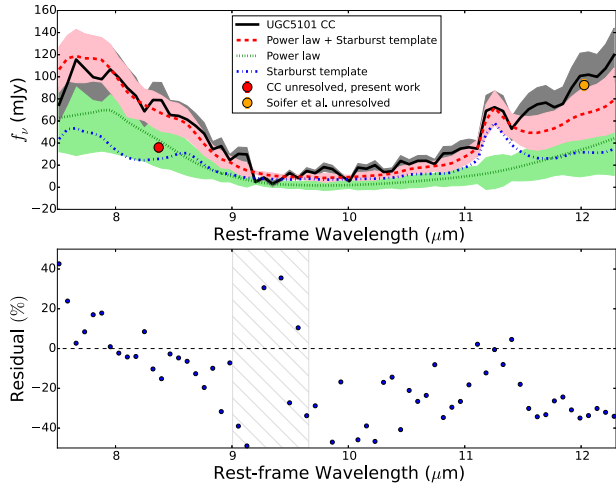 UGC5101 CC
Power law + Starburst template
Power law
Starburst template
CC unresolved, present work
Soifer et al. unresolved
fν (mJy)
160
140
120
100
80
60
40
20
0
−20
8
9
10
11
12
Rest-frame Wavelength (μm)
Residual (%)
40
20
0
−20
−40
8
9
10
11
12
Rest-frame Wavelength (μm)